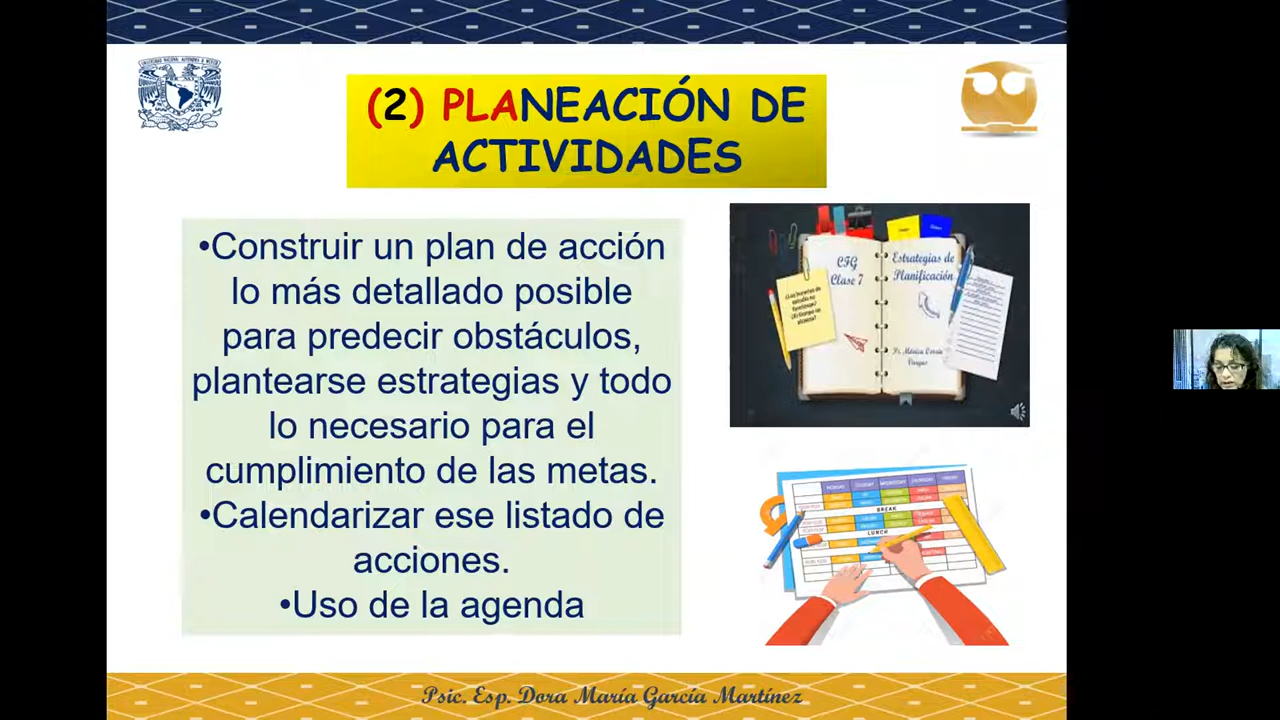 (2) PLANEACIÓN DE
ACTIVIDADES
•Construir un plan de acción
lo más detallado posible
para predecir obstáculos,
plantearse estrategias y todo
lo necesario para el
cumplimiento de las metas.
•Calendarizar ese listado de
acciones.
•Uso de la agenda
CFG
Clase 7
Estrategias de
Planificación
BREAK
LUNCH
Psic. Esp. Dora María García Martínez